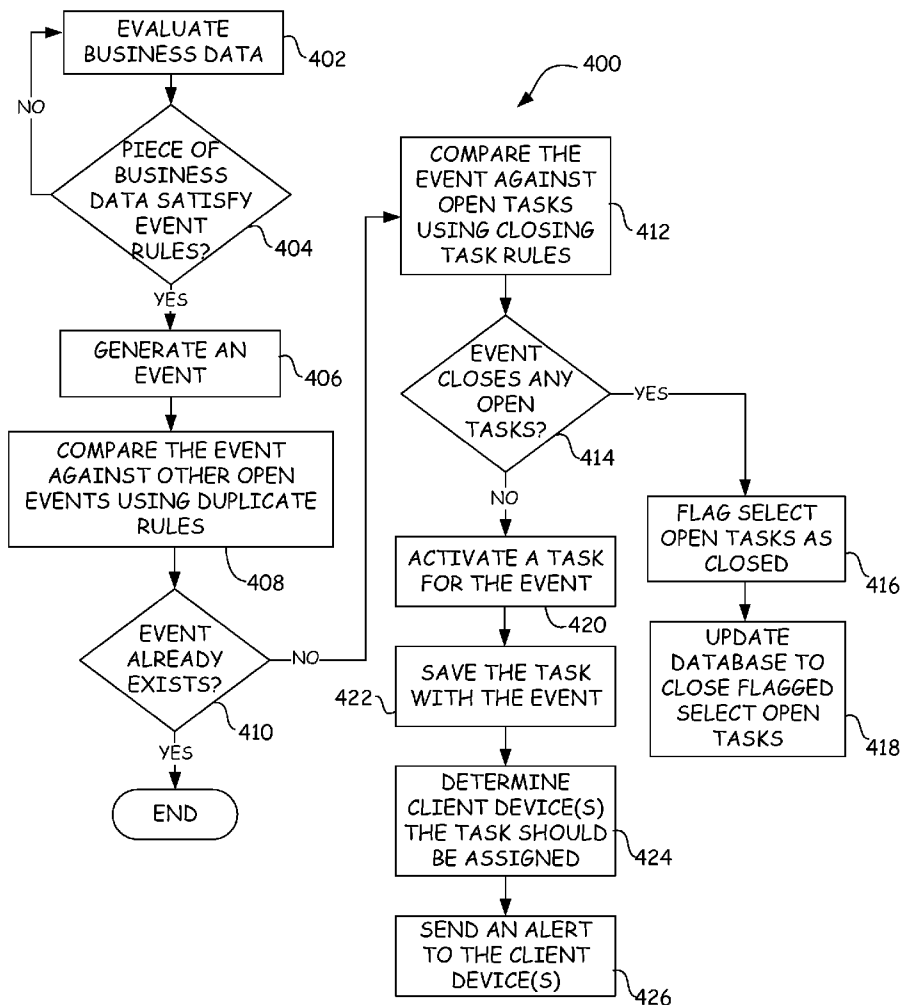 EVALUATE
BUSINESS DATA
402
NO
PIECE OF
BUSINESS
DATA SATISFY
EVENT
RULES?
404
YES
GENERATE AN
EVENT
406
COMPARE THE EVENT
AGAINST OTHER OPEN
EVENTS USING DUPLICATE
RULES
408
EVENT
ALREADY
EXISTS?
410
NO
YES
END
400
COMPARE THE
EVENT AGAINST
OPEN TASKS
USING CLOSING
TASK RULES
412
EVENT
CLOSES ANY
OPEN
TASKS?
414
YES
NO
FLAG SELECT
OPEN TASKS AS
CLOSED
416
UPDATE
DATABASE TO
CLOSE FLAGGED
SELECT OPEN
TASKS
418
ACTIVATE A TASK
FOR THE EVENT
420
SAVE THE TASK
WITH THE EVENT
422
DETERMINE
CLIENT DEVICE(S)
THE TASK SHOULD
BE ASSIGNED
424
SEND AN ALERT
TO THE CLIENT
DEVICE(S)
426